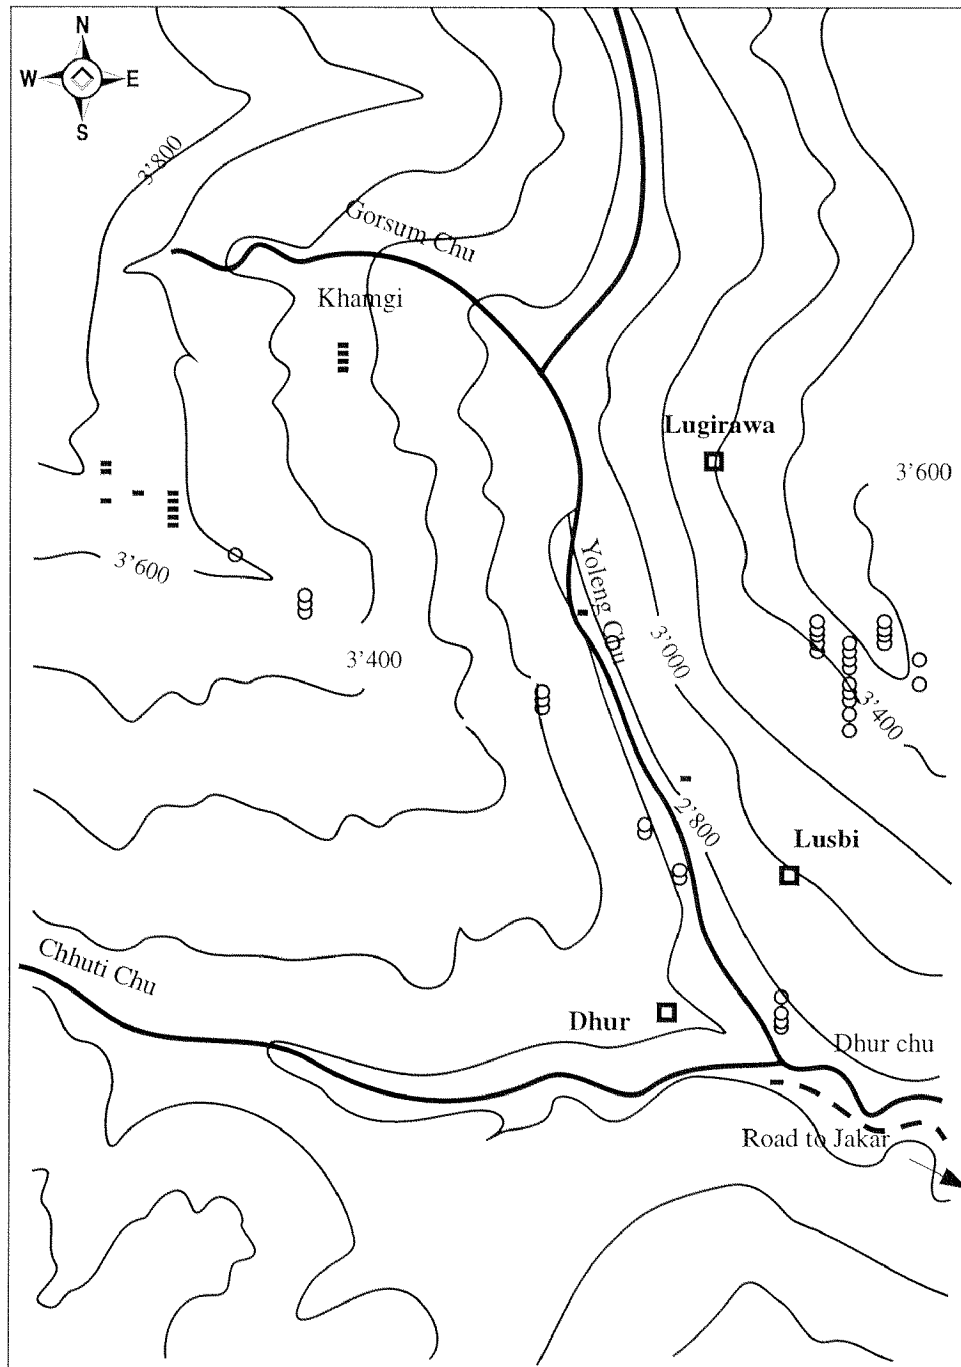 N
W E
S
3’800
Gorsum Chu
Khamgi
Lugirawa
3’600
Yoleng Chu
3’600
3’000
3’400
3’400
2’800
Lusbi
Chhuti Chu
Dhur
Dhur chu
Road to Jakar